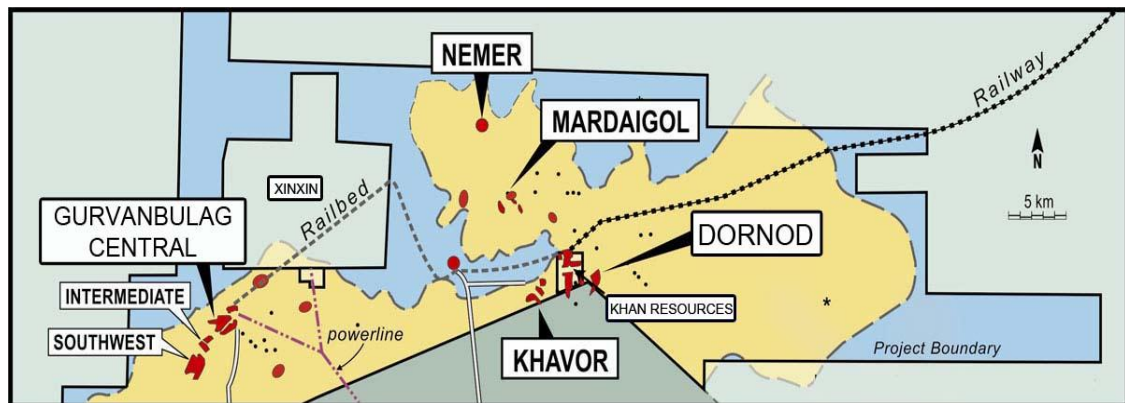 NEMER
Railway
MARDAIGOL
N
XINXIN
Railbed
5 km
GURVANBULAG
CENTRAL
DORNOD
INTERMEDIATE
KHAN RESOURCES
SOUTHWEST
powerline
KHAVOR
Project Boundary
*